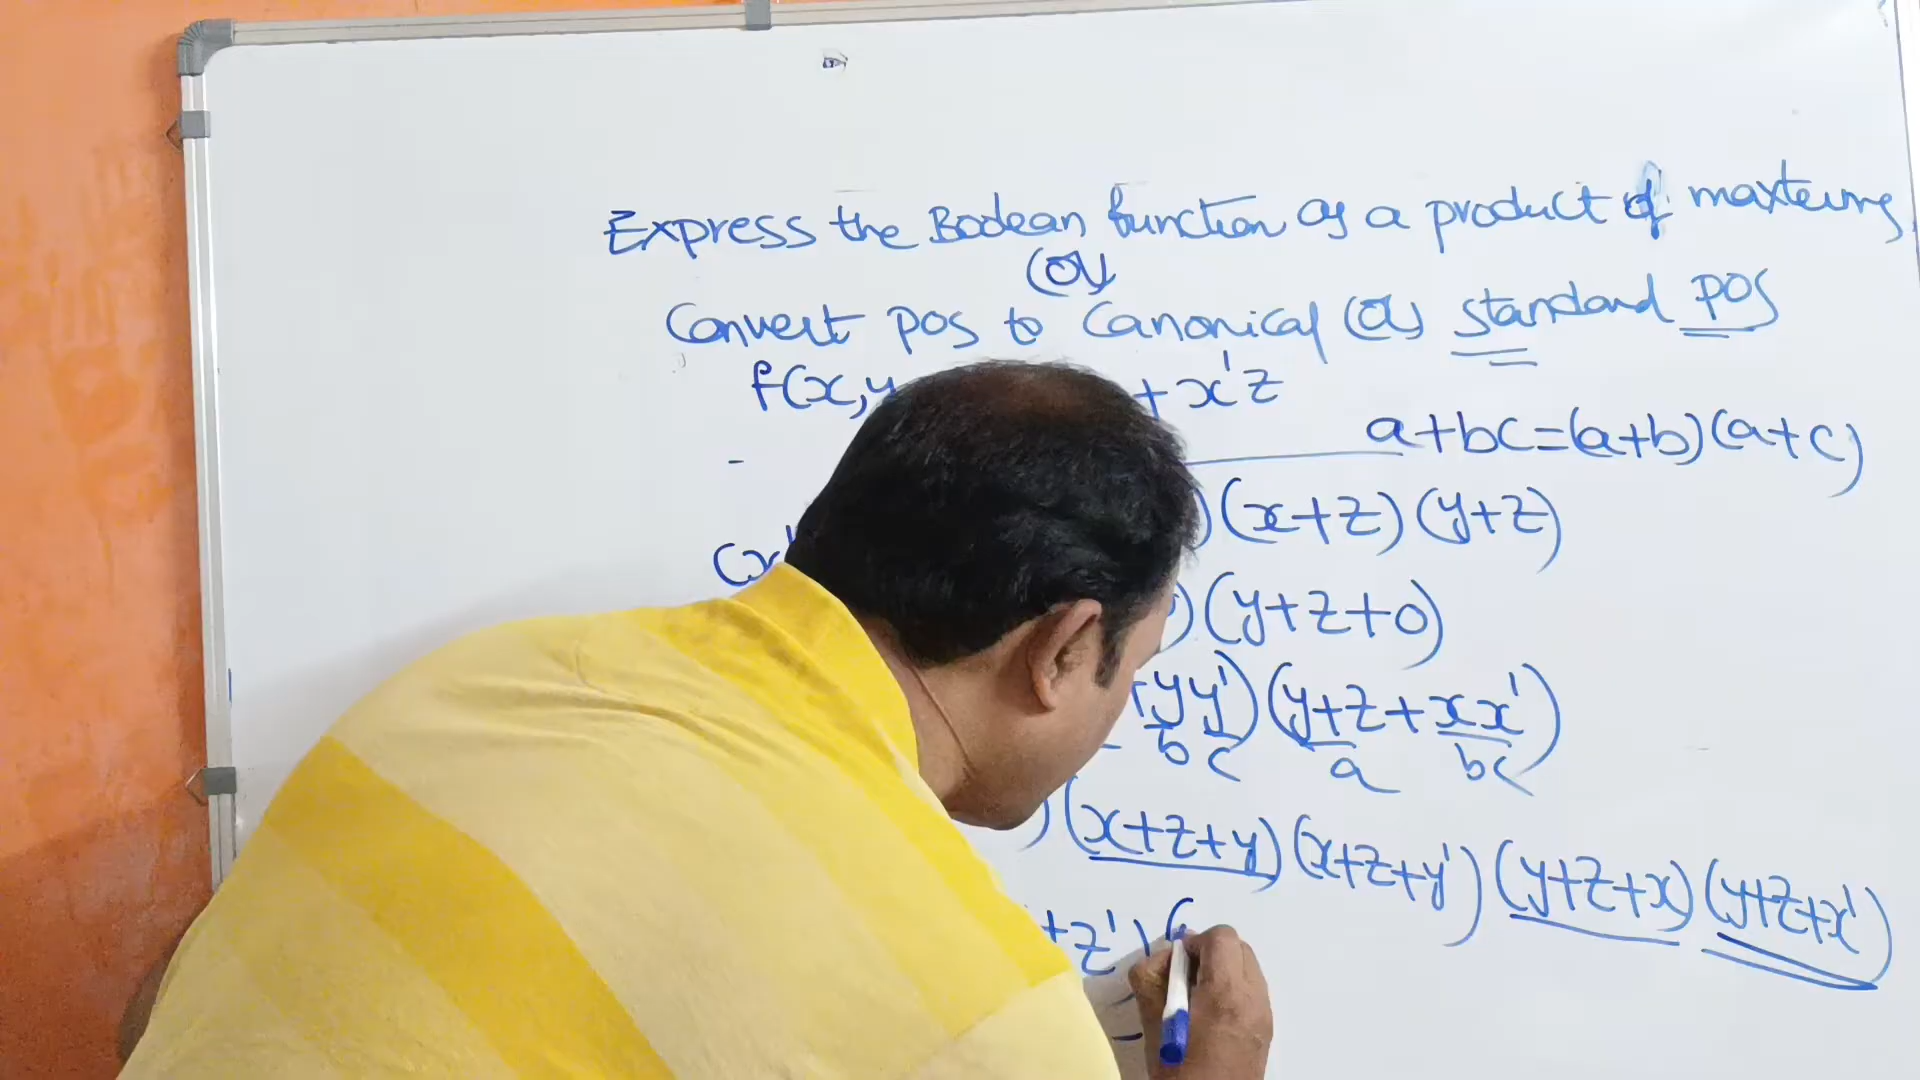 Express the Boolean function as a product of maxterms
(or)
Convert POS to Canonical (or) standard POS
f(x,y + x'z
a+bc=(a+b)(a+c)
)(x+z)(y+z)
(x'
)(y+z+0)
+yy')(y+z+xx')
b c a bc
)(x+z+y)(x+z+y')(y+z+x)(y+z+x')
+z')(